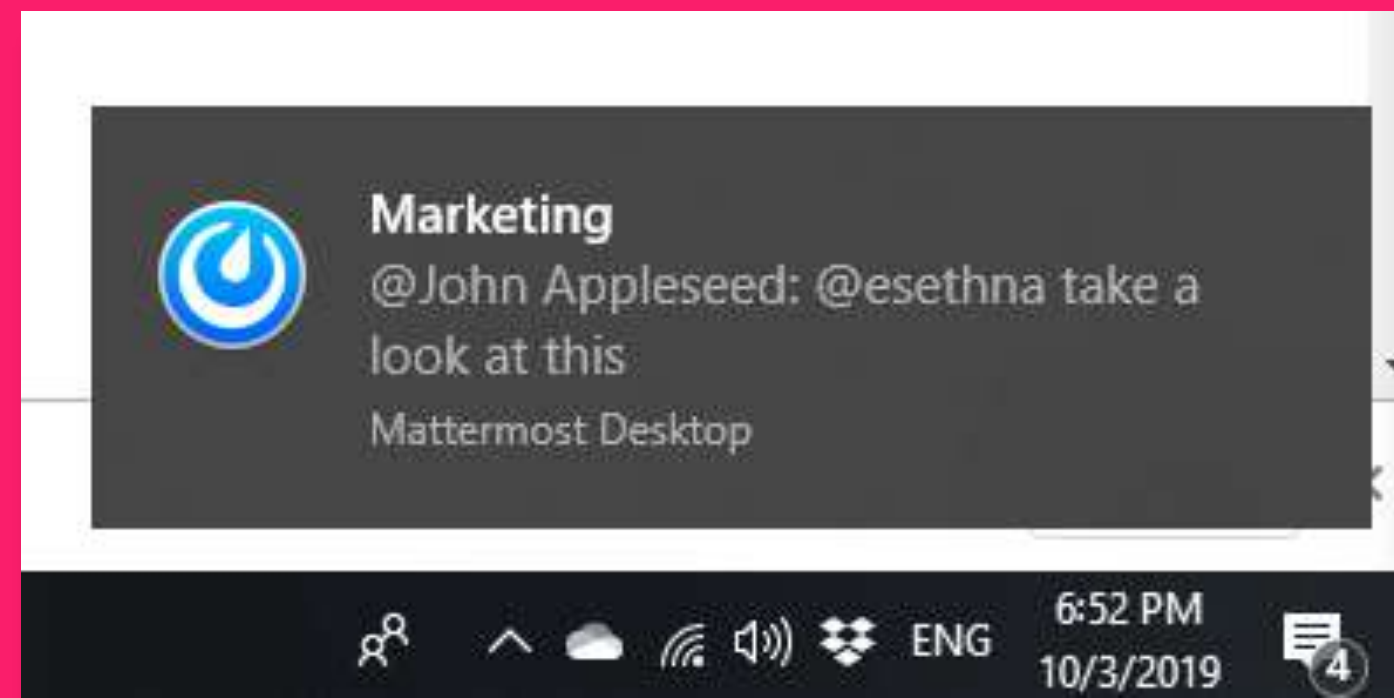 Marketing
@John Appleseed: @esethna take a
look at this
Mattermost Desktop
ENG
6:52 PM
10/3/2019
4